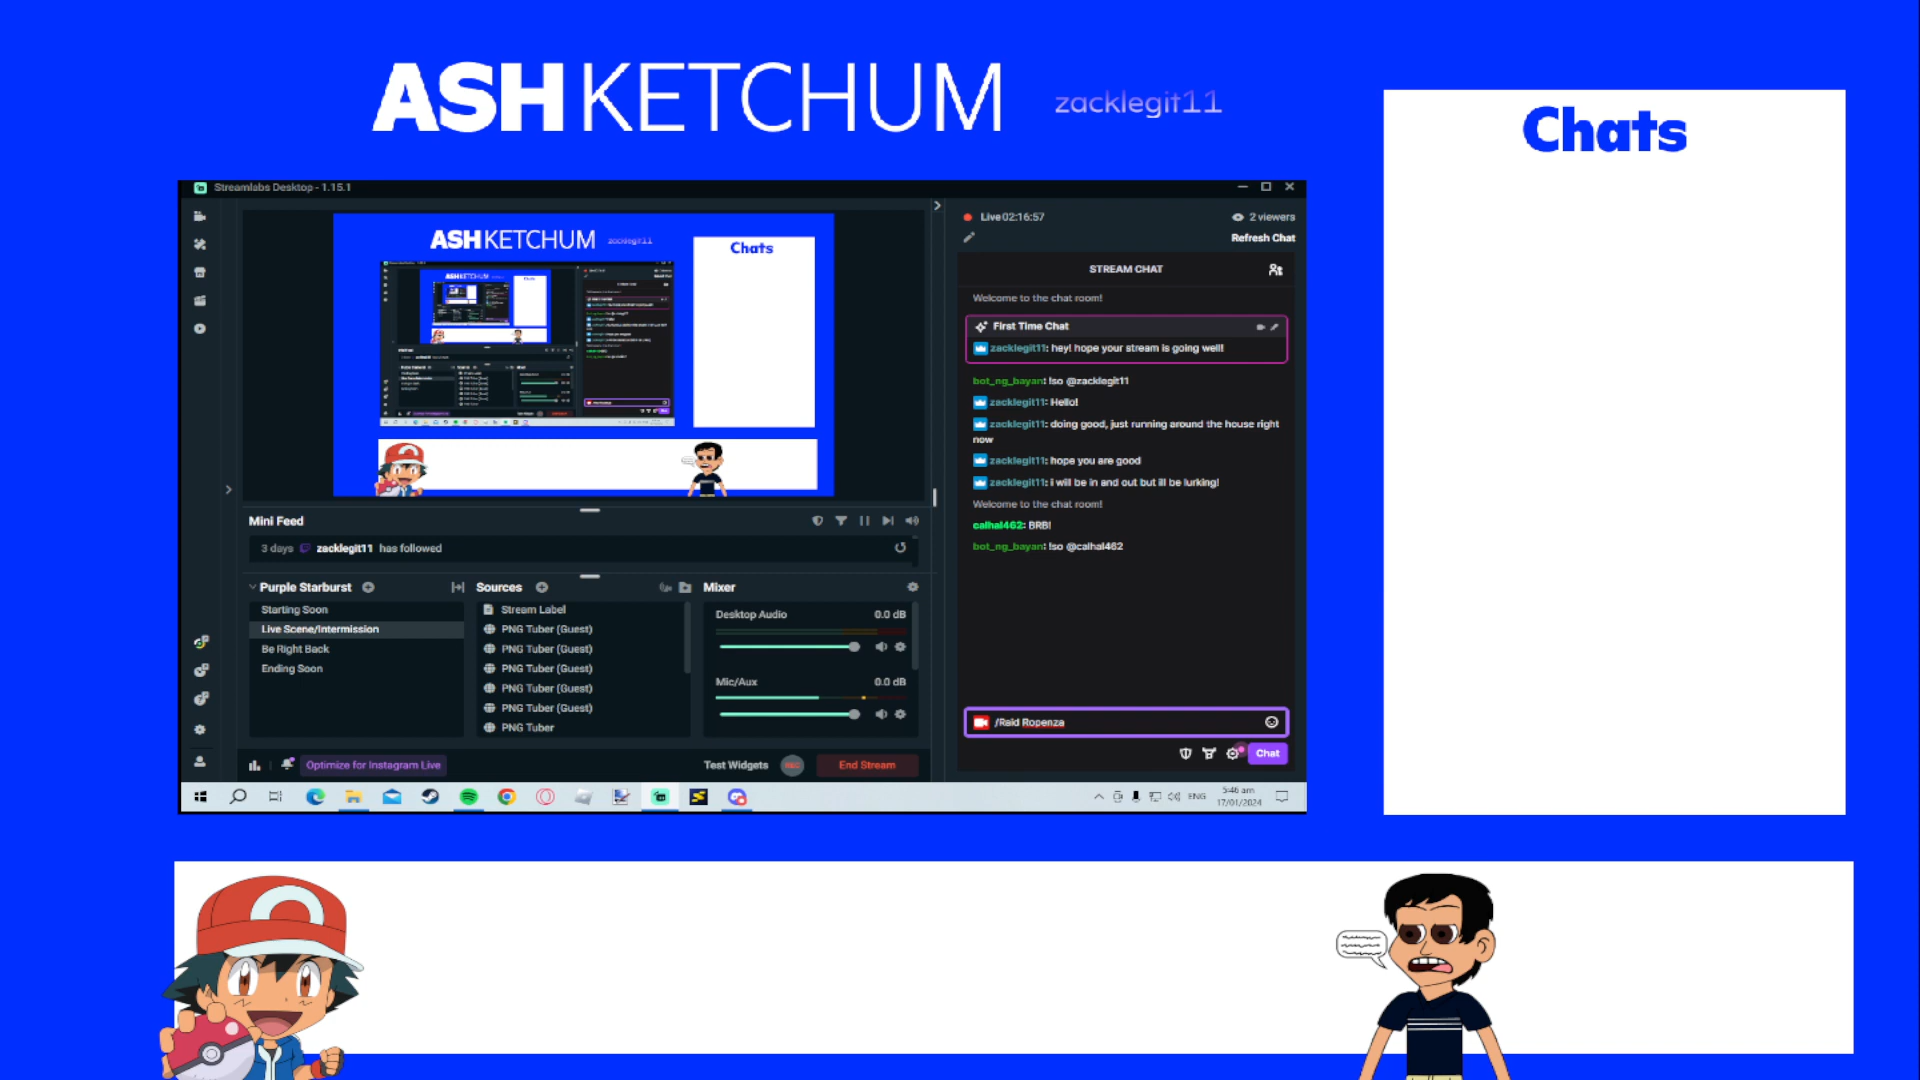 ASH KETCHUM
zacklegit11
Chats
Streamlabs Desktop - 1.15.1
ASH KETCHUM
zacklegit11
Chats
Live 02:16:57
2 viewers
Refresh Chat
STREAM CHAT
Welcome to the chat room!
First Time Chat
zacklegit11: hey! hope your stream is going well!
bot_ng_bayan: !so @zacklegit11
zacklegit11: Hello!
zacklegit11: doing good, just running around the house right
now
zacklegit11: hope you are good
zacklegit11: i will be in and out but ill be lurking!
Welcome to the chat room!
calhal462: BRB!
bot_ng_bayan: !so @calhal462
/Raid Ropenza
Chat
Mini Feed
3 days zacklegit11 has followed
Purple Starburst
Starting Soon
Live Scene/Intermission
Be Right Back
Ending Soon
Sources
Stream Label
PNG Tuber (Guest)
PNG Tuber (Guest)
PNG Tuber (Guest)
PNG Tuber (Guest)
PNG Tuber (Guest)
PNG Tuber
Mixer
Desktop Audio 0.0 dB
Mic/Aux 0.0 dB
Optimize for Instagram Live
Test Widgets
REC
End Stream
ENG
5:46 am
17/01/2024